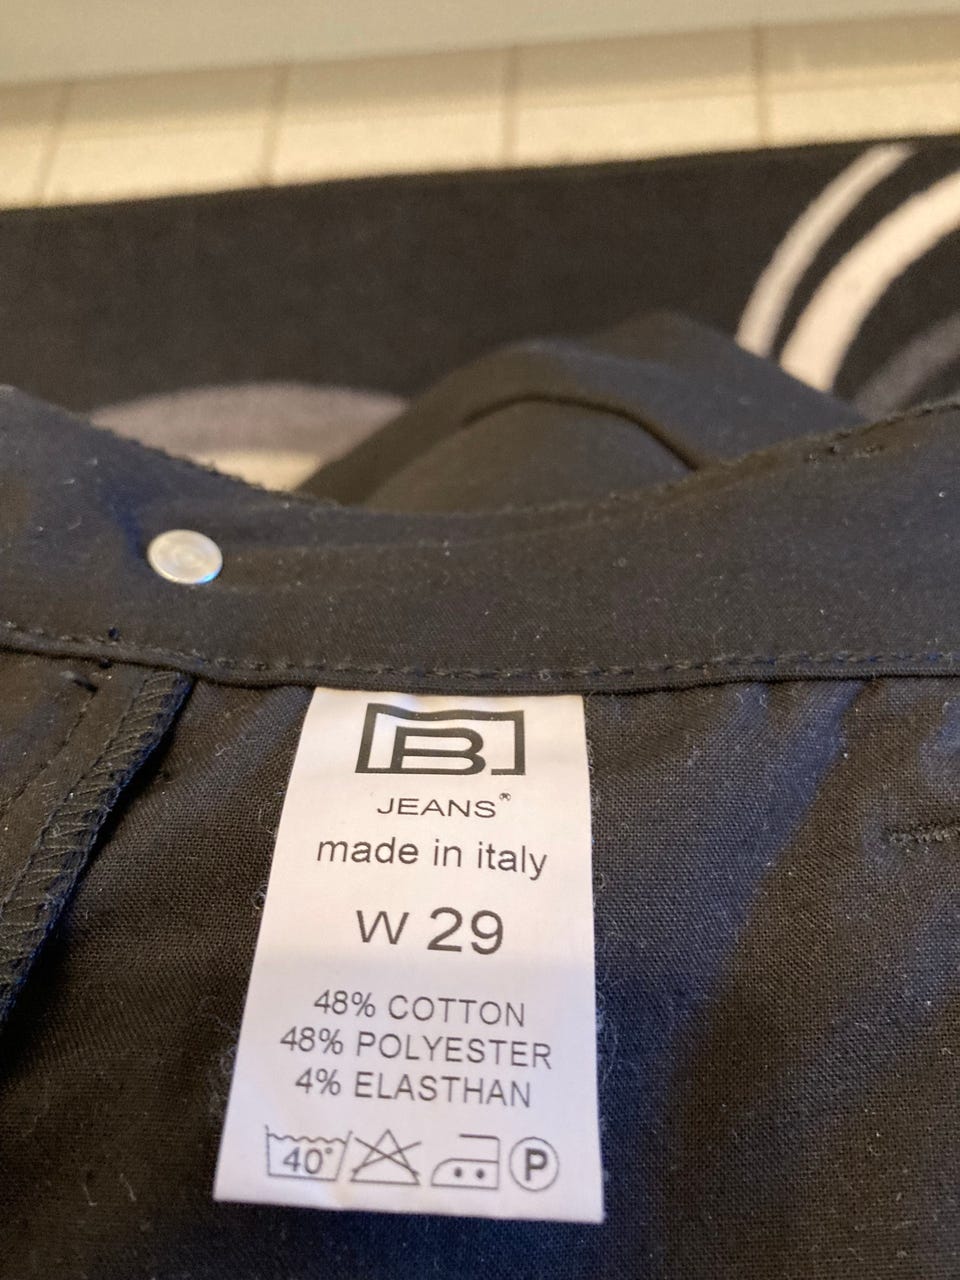 B
JEANS®
made in italy
W 29
48% COTTON
48% POLYESTER
4% ELASTHAN
40° P